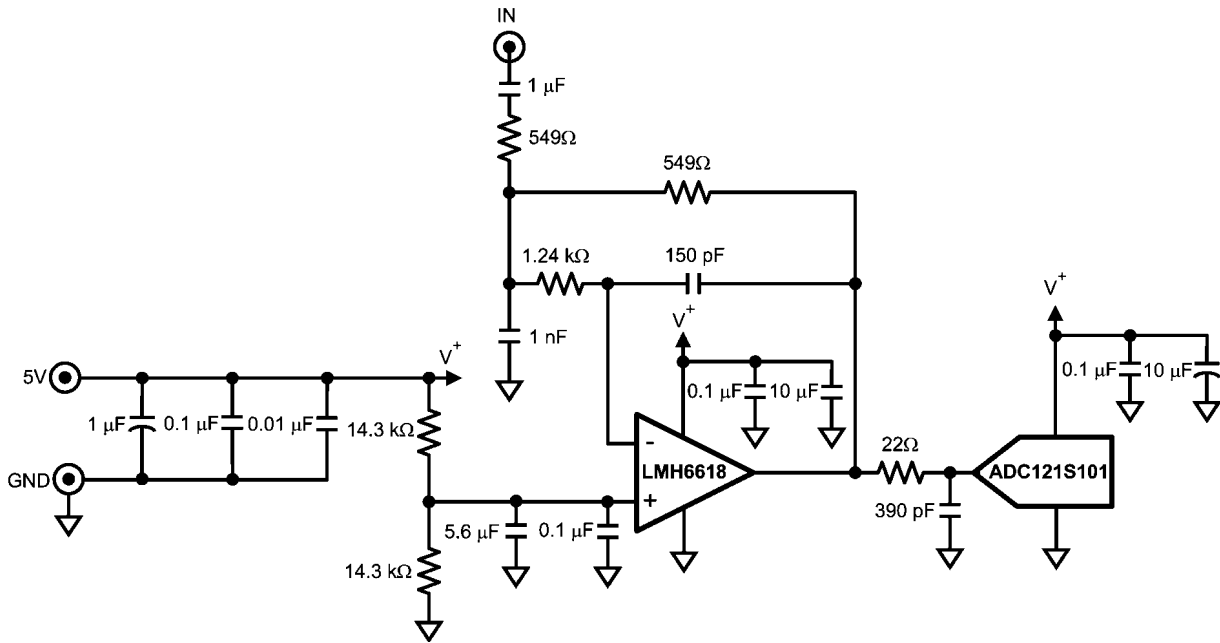 IN
1 µF
549Ω
549Ω
1.24 kΩ
150 pF
1 nF
V+
V+
V+
5V
GND
1 µF
0.1 µF
0.01 µF
14.3 kΩ
0.1 µF
10 µF
0.1 µF
10 µF
-
LMH6618
+
22Ω
ADC121S101
390 pF
5.6 µF
0.1 µF
14.3 kΩ